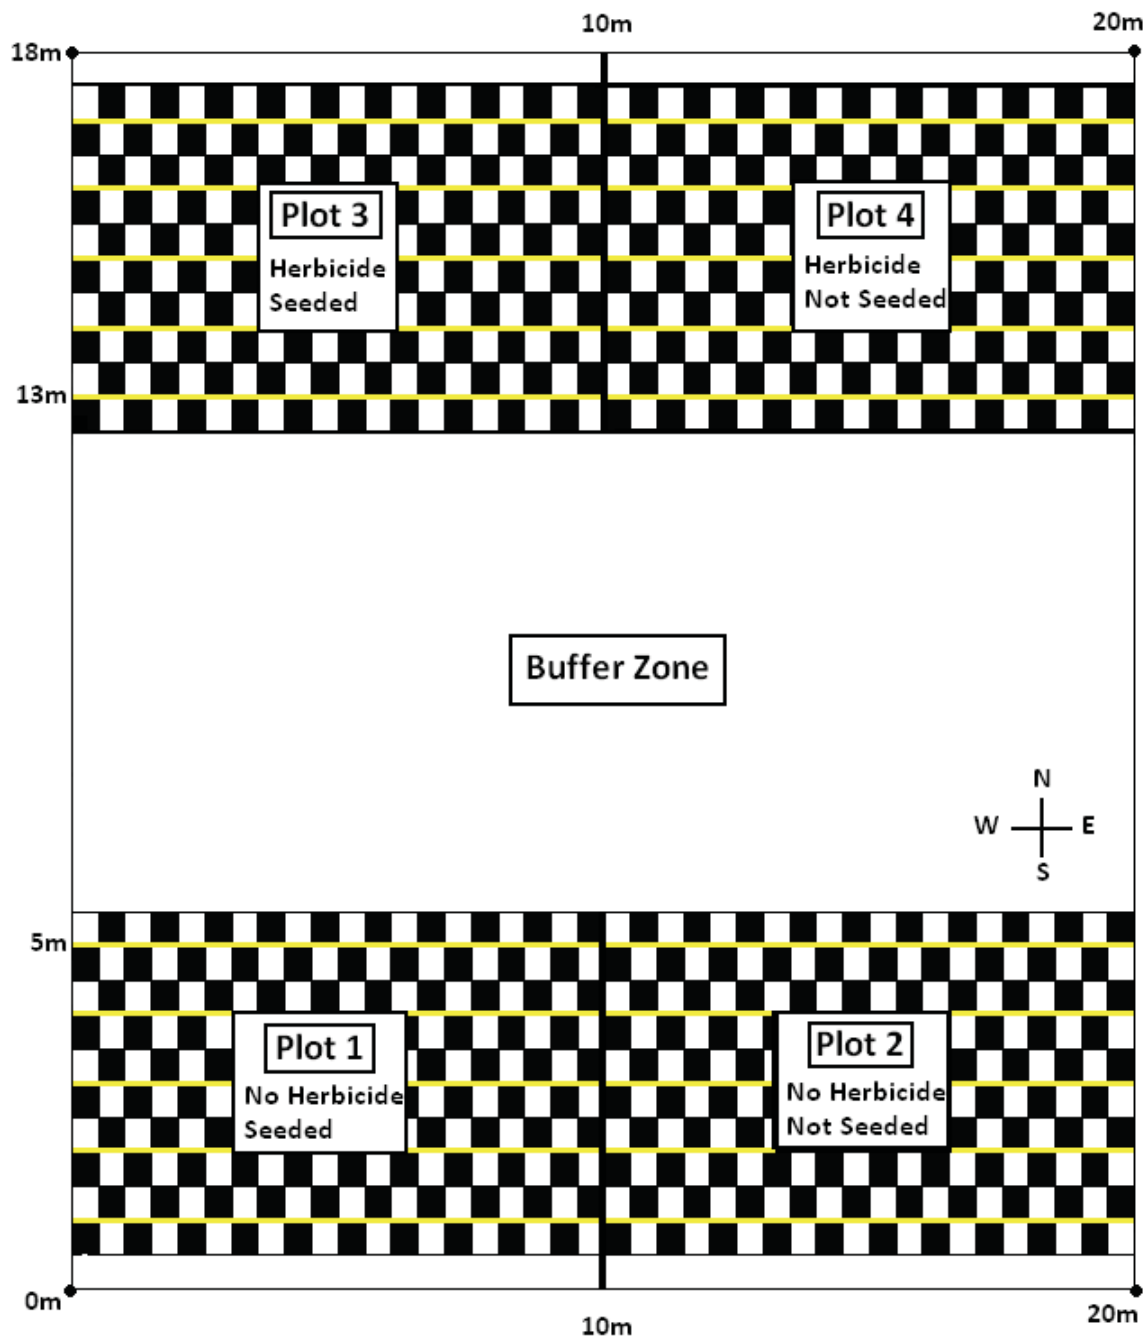 10m
20m
18m
Plot 3
Herbicide
Seeded
Plot 4
Herbicide
Not Seeded
13m
Buffer Zone
N
W E
S
5m
Plot 1
No Herbicide
Seeded
Plot 2
No Herbicide
Not Seeded
0m
10m
20m